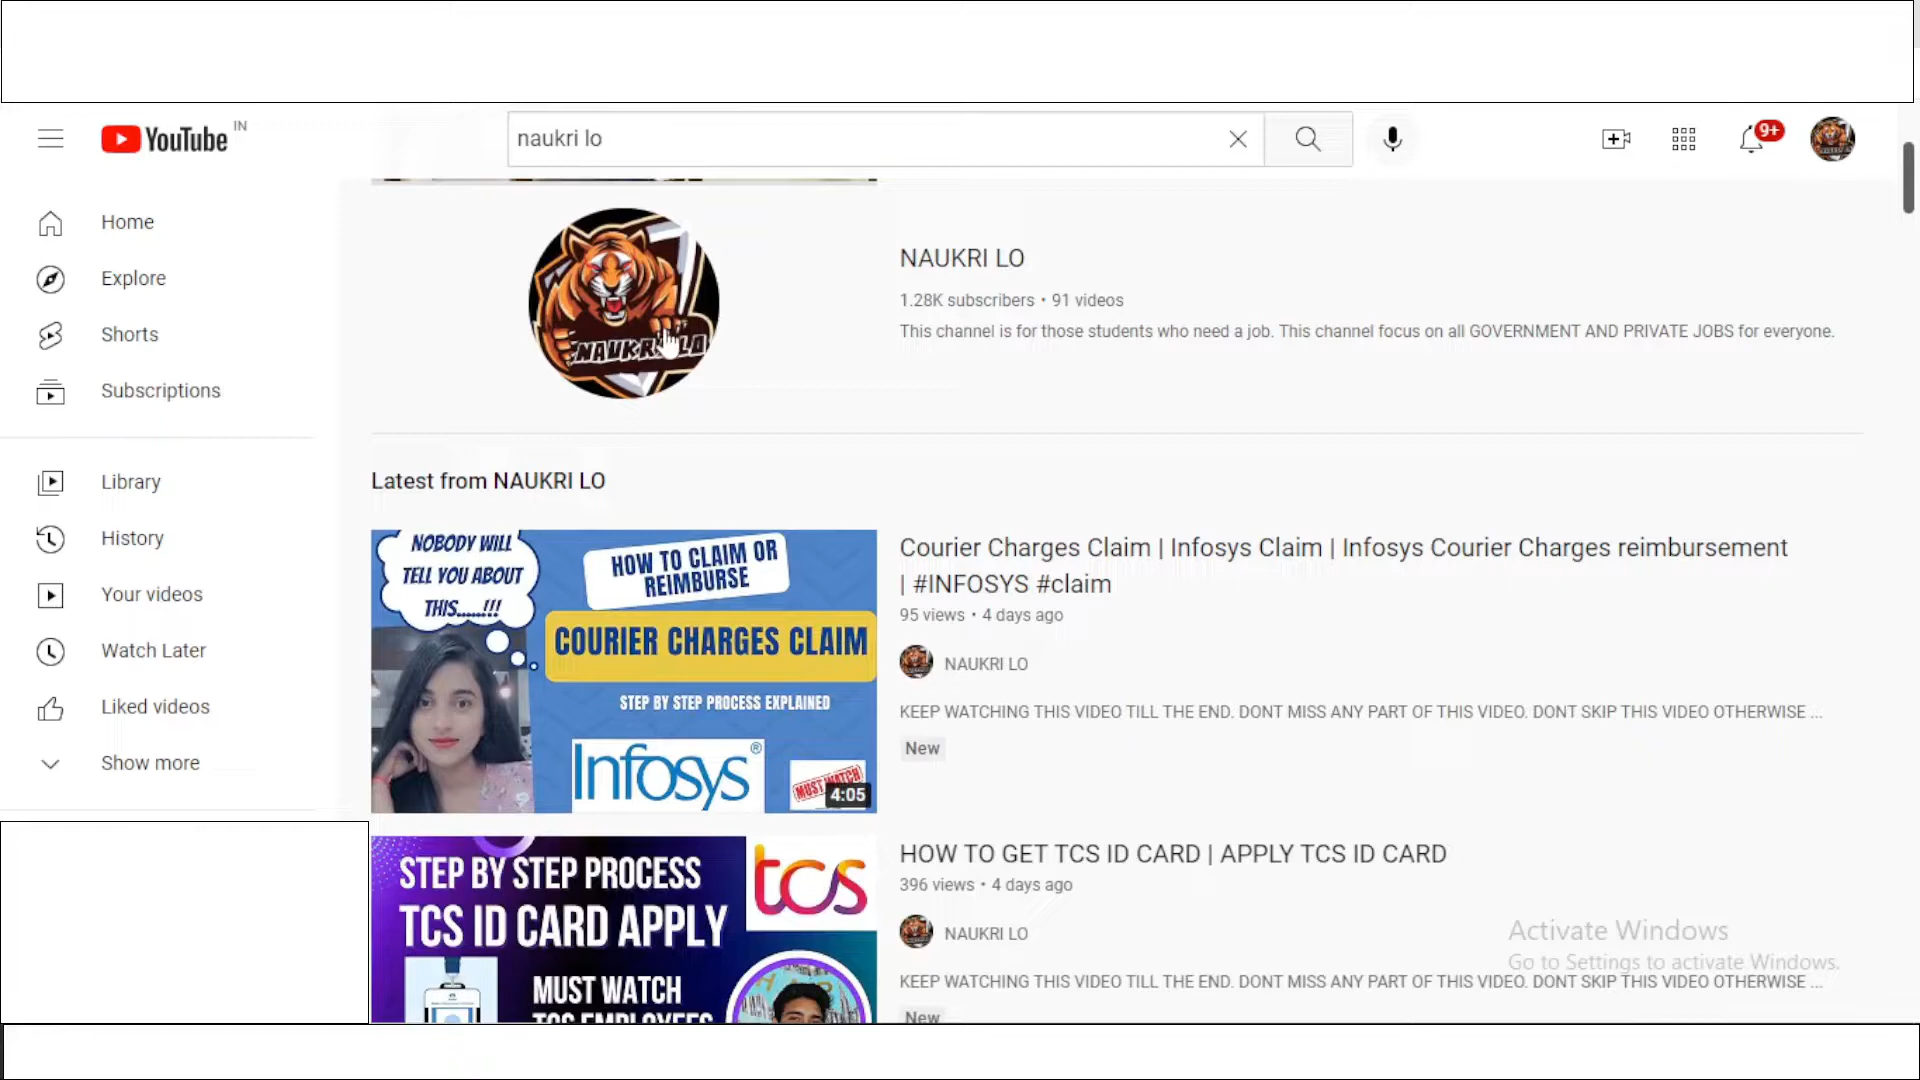 YouTube IN
naukri lo
9+
Home
Explore
Shorts
Subscriptions
Library
History
Your videos
Watch Later
Liked videos
Show more
NAUKRI LO
NAUKRI LO
1.28K subscribers • 91 videos
This channel is for those students who need a job. This channel focus on all GOVERNMENT AND PRIVATE JOBS for everyone.
Latest from NAUKRI LO
NOBODY WILL
TELL YOU ABOUT
THIS......!!!
HOW TO CLAIM OR
REIMBURSE
COURIER CHARGES CLAIM
STEP BY STEP PROCESS EXPLAINED
Infosys®
MUST WATCH
4:05
Courier Charges Claim | Infosys Claim | Infosys Courier Charges reimbursement
| #INFOSYS #claim
95 views • 4 days ago
NAUKRI LO
KEEP WATCHING THIS VIDEO TILL THE END. DONT MISS ANY PART OF THIS VIDEO. DONT SKIP THIS VIDEO OTHERWISE ...
New
STEP BY STEP PROCESS
TCS ID CARD APPLY
tcs
MUST WATCH
TCS EMPLOYEES
HOW TO GET TCS ID CARD | APPLY TCS ID CARD
396 views • 4 days ago
NAUKRI LO
KEEP WATCHING THIS VIDEO TILL THE END. DONT MISS ANY PART OF THIS VIDEO. DONT SKIP THIS VIDEO OTHERWISE ...
New
Activate Windows
Go to Settings to activate Windows.